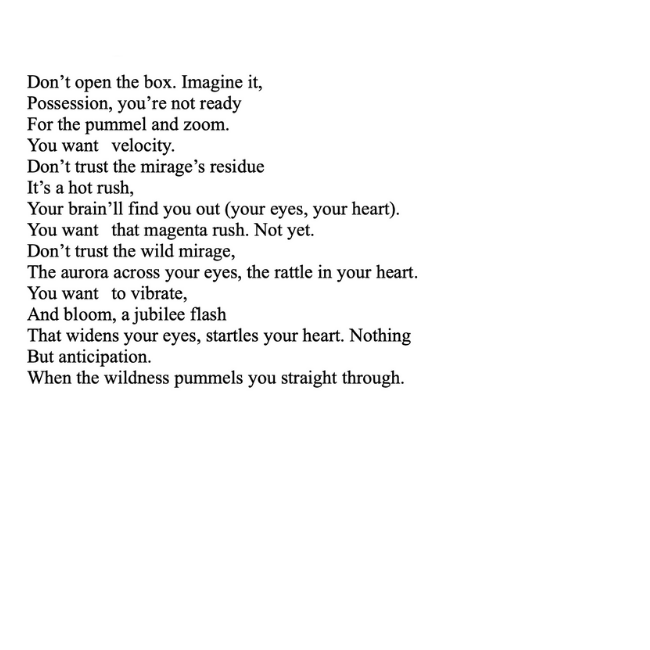 Don’t open the box. Imagine it,
Possession, you’re not ready
For the pummel and zoom.
You want  velocity.
Don’t trust the mirage’s residue
It’s a hot rush,
Your brain’ll find you out (your eyes, your heart).
You want  that magenta rush. Not yet.
Don’t trust the wild mirage,
The aurora across your eyes, the rattle in your heart.
You want  to vibrate,
And bloom, a jubilee flash
That widens your eyes, startles your heart. Nothing
But anticipation.
When the wildness pummels you straight through.